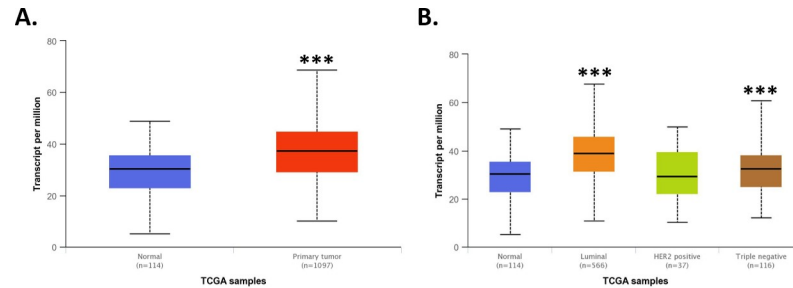 A.
80
60
40
20
0
Transcript per million
***
Normal
(n=114)
Primary tumor
(n=1097)
TCGA samples
B.
80
60
40
20
0
Transcript per million
***
***
Normal
(n=114)
Luminal
(n=566)
HER2 positive
(n=37)
Triple negative
(n=116)
TCGA samples